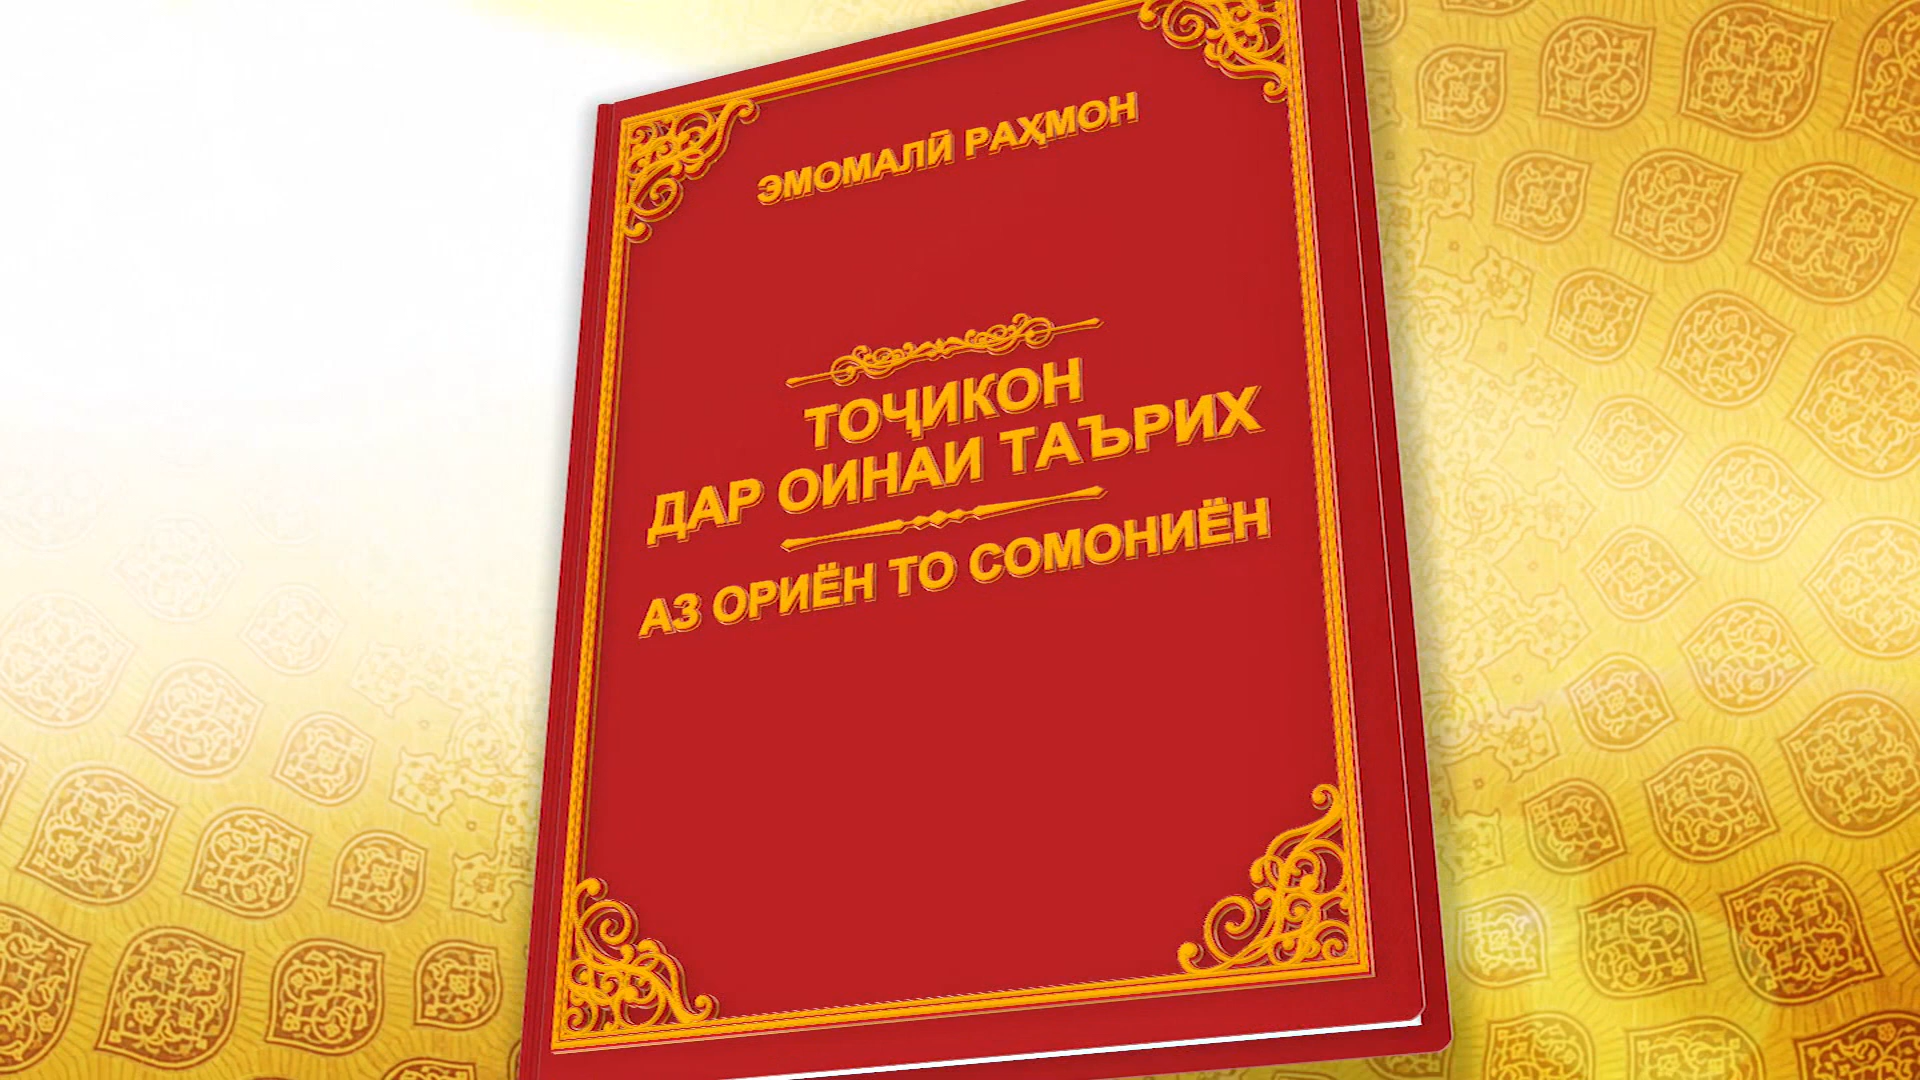 ЭМОМАЛӢ РАҲМОН
ТОҶИКОН
ДАР ОИНАИ ТАЪРИХ
АЗ ОРИЁН ТО СОМОНИЁН